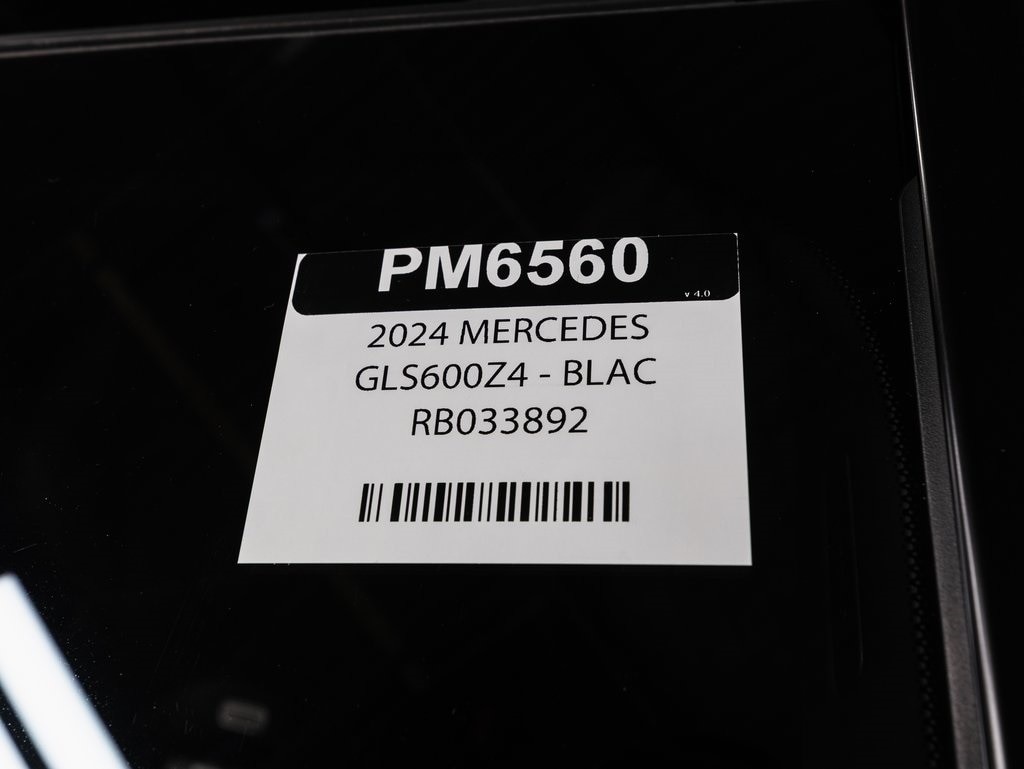 PM6560
v 4.0
2024 MERCEDES
GLS600Z4 - BLAC
RB033892